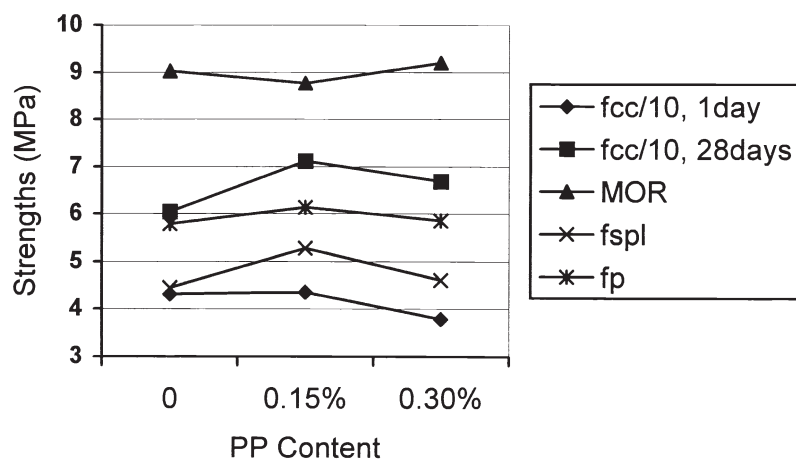 10
9
8
7
6
5
4
3
Strengths (MPa)
0 0.15% 0.30%
PP Content
fcc/10, 1day
fcc/10, 28days
MOR
fspl
fp